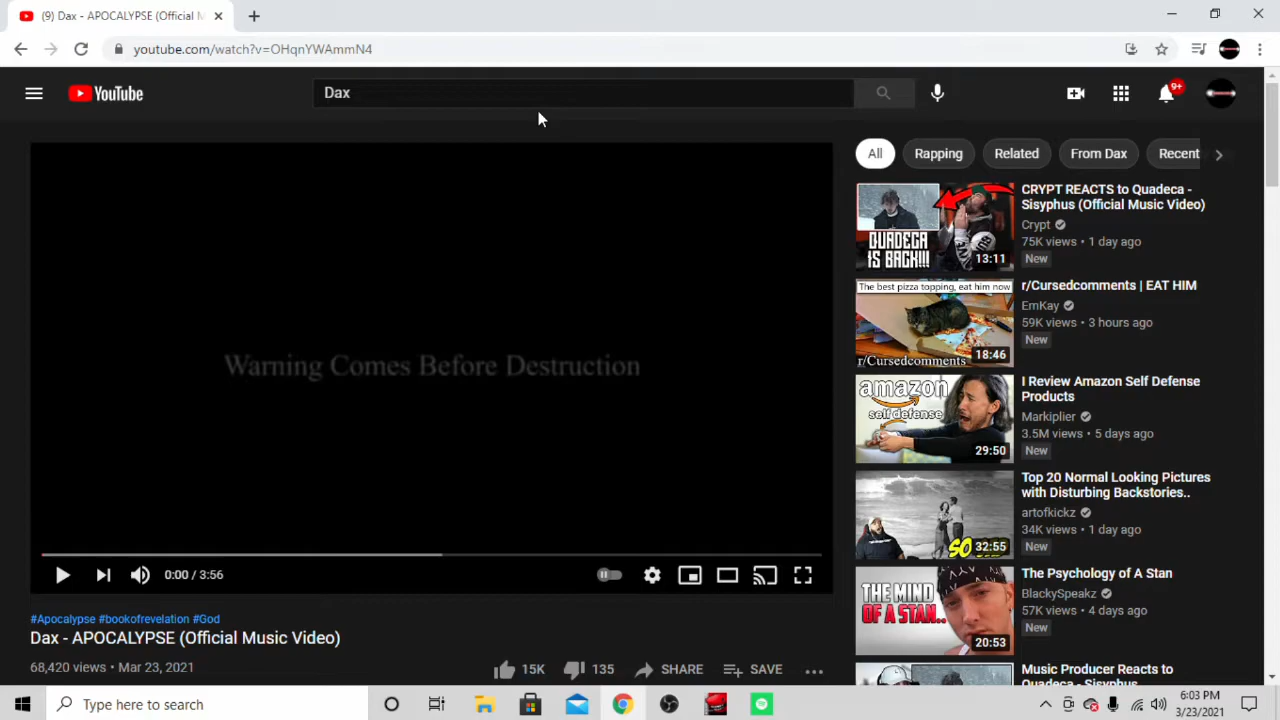 (9) Dax - APOCALYPSE (Official M
youtube.com/watch?v=OHqnYWAmmN4
YouTube
Dax
9+
Warning Comes Before Destruction
0:00 / 3:56
#Apocalypse #bookofrevelation #God
Dax - APOCALYPSE (Official Music Video)
68,420 views • Mar 23, 2021
15K
135
SHARE
SAVE
All
Rapping
Related
From Dax
Recent
QUADECA
IS BACK!!!
13:11
CRYPT REACTS to Quadeca -
Sisyphus (Official Music Video)
Crypt
75K views • 1 day ago
New
The best pizza topping, eat him now
r/Cursedcomments
18:46
r/Cursedcomments | EAT HIM
EmKay
59K views • 3 hours ago
New
amazon
self defense
29:50
I Review Amazon Self Defense
Products
Markiplier
3.5M views • 5 days ago
New
SO
32:55
Top 20 Normal Looking Pictures
with Disturbing Backstories..
artofkickz
34K views • 1 day ago
New
THE MIND
OF A STAN..
20:53
The Psychology of A Stan
BlackySpeakz
57K views • 4 days ago
New
Music Producer Reacts to
Quadeca - Sisyphus
Type here to search
6:03 PM
3/23/2021